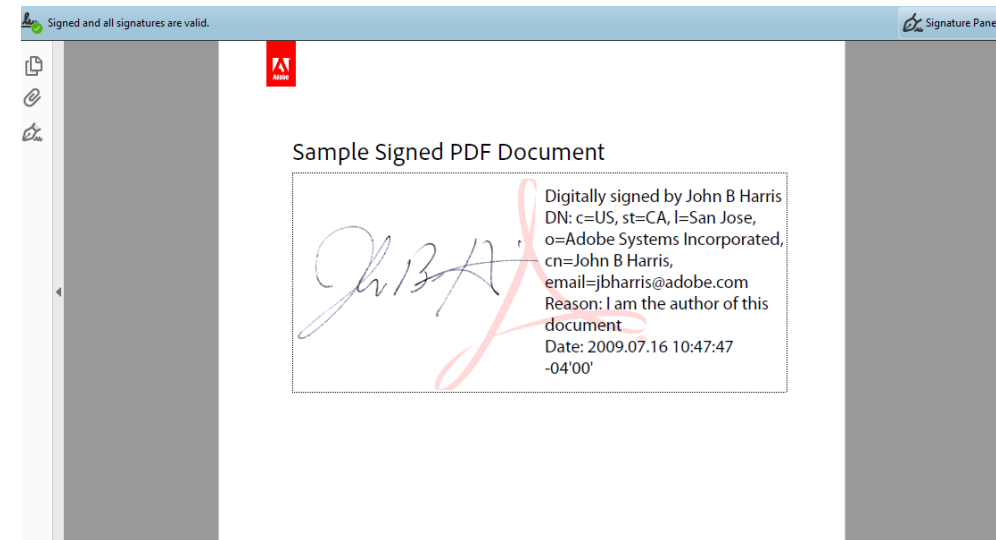 Signed and all signatures are valid.
Signature Pane
Adobe
Sample Signed PDF Document
Digitally signed by John B Harris
DN: c=US, st=CA, l=San Jose,
o=Adobe Systems Incorporated,
cn=John B Harris,
email=jbharris@adobe.com
Reason: I am the author of this
document
Date: 2009.07.16 10:47:47
-04'00'